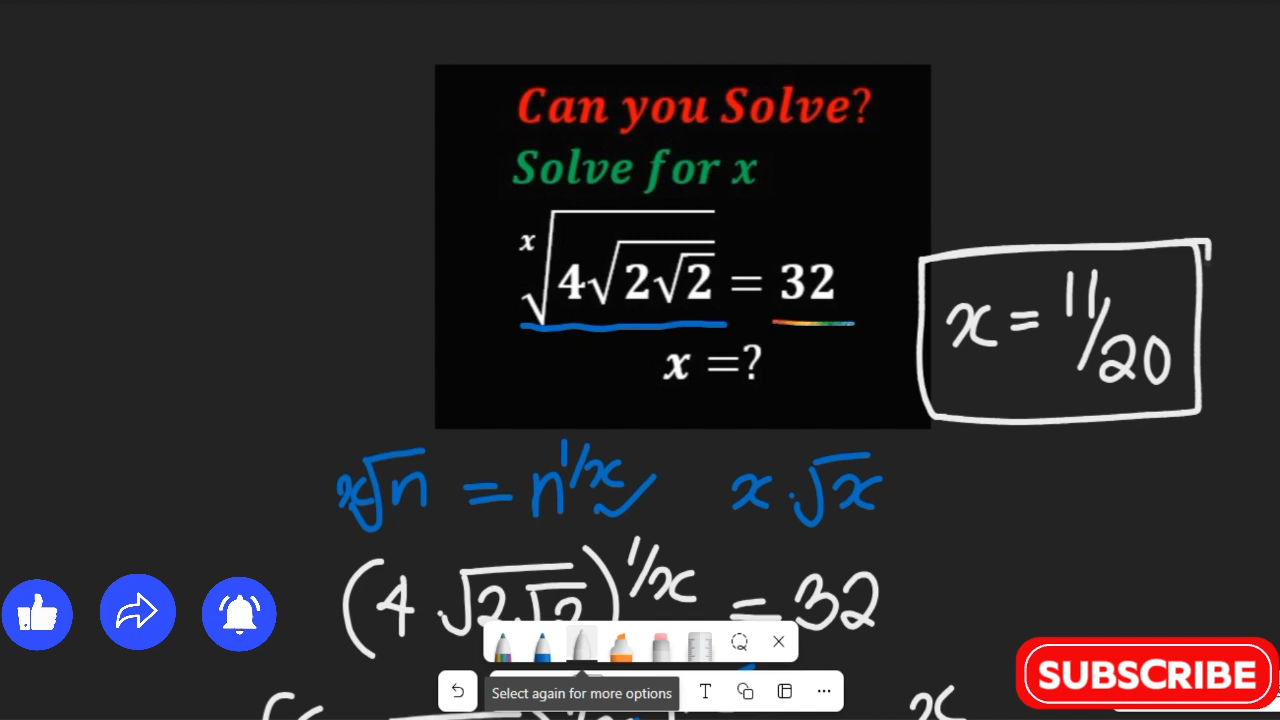 Can you Solve?
Solve for x
ˣ√(4√(2√2)) = 32
x =?
x = 11/20
ˣ√n = n^1/x x.√x
(4.√(2.√2))^1/x = 32
Select again for more options
T
SUBSCRIBE
x